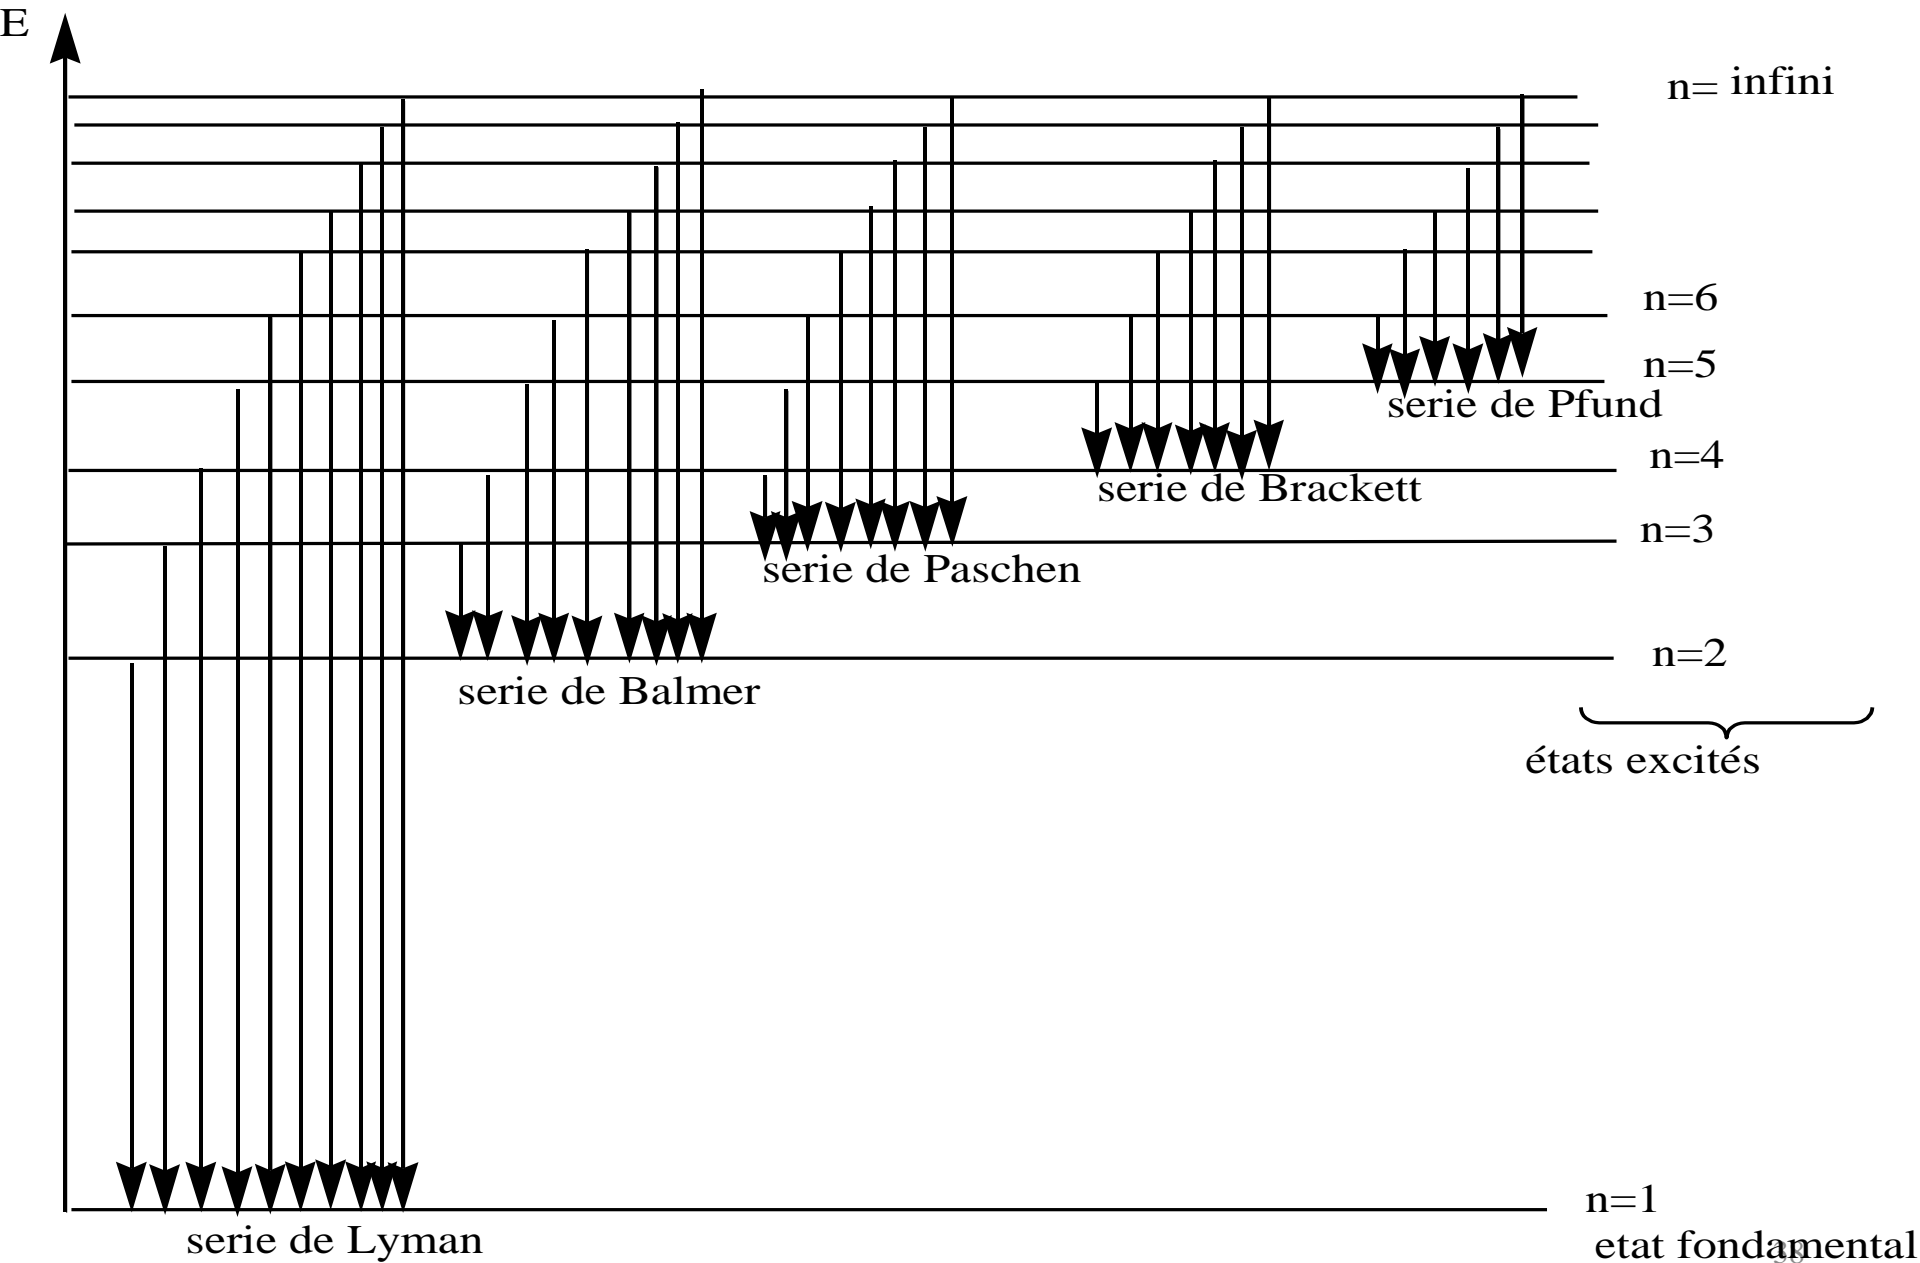 E
n= infini
n=6
n=5
serie de Pfund
n=4
serie de Brackett
n=3
serie de Paschen
n=2
serie de Balmer
états excités
n=1
serie de Lyman
etat fondamental
38